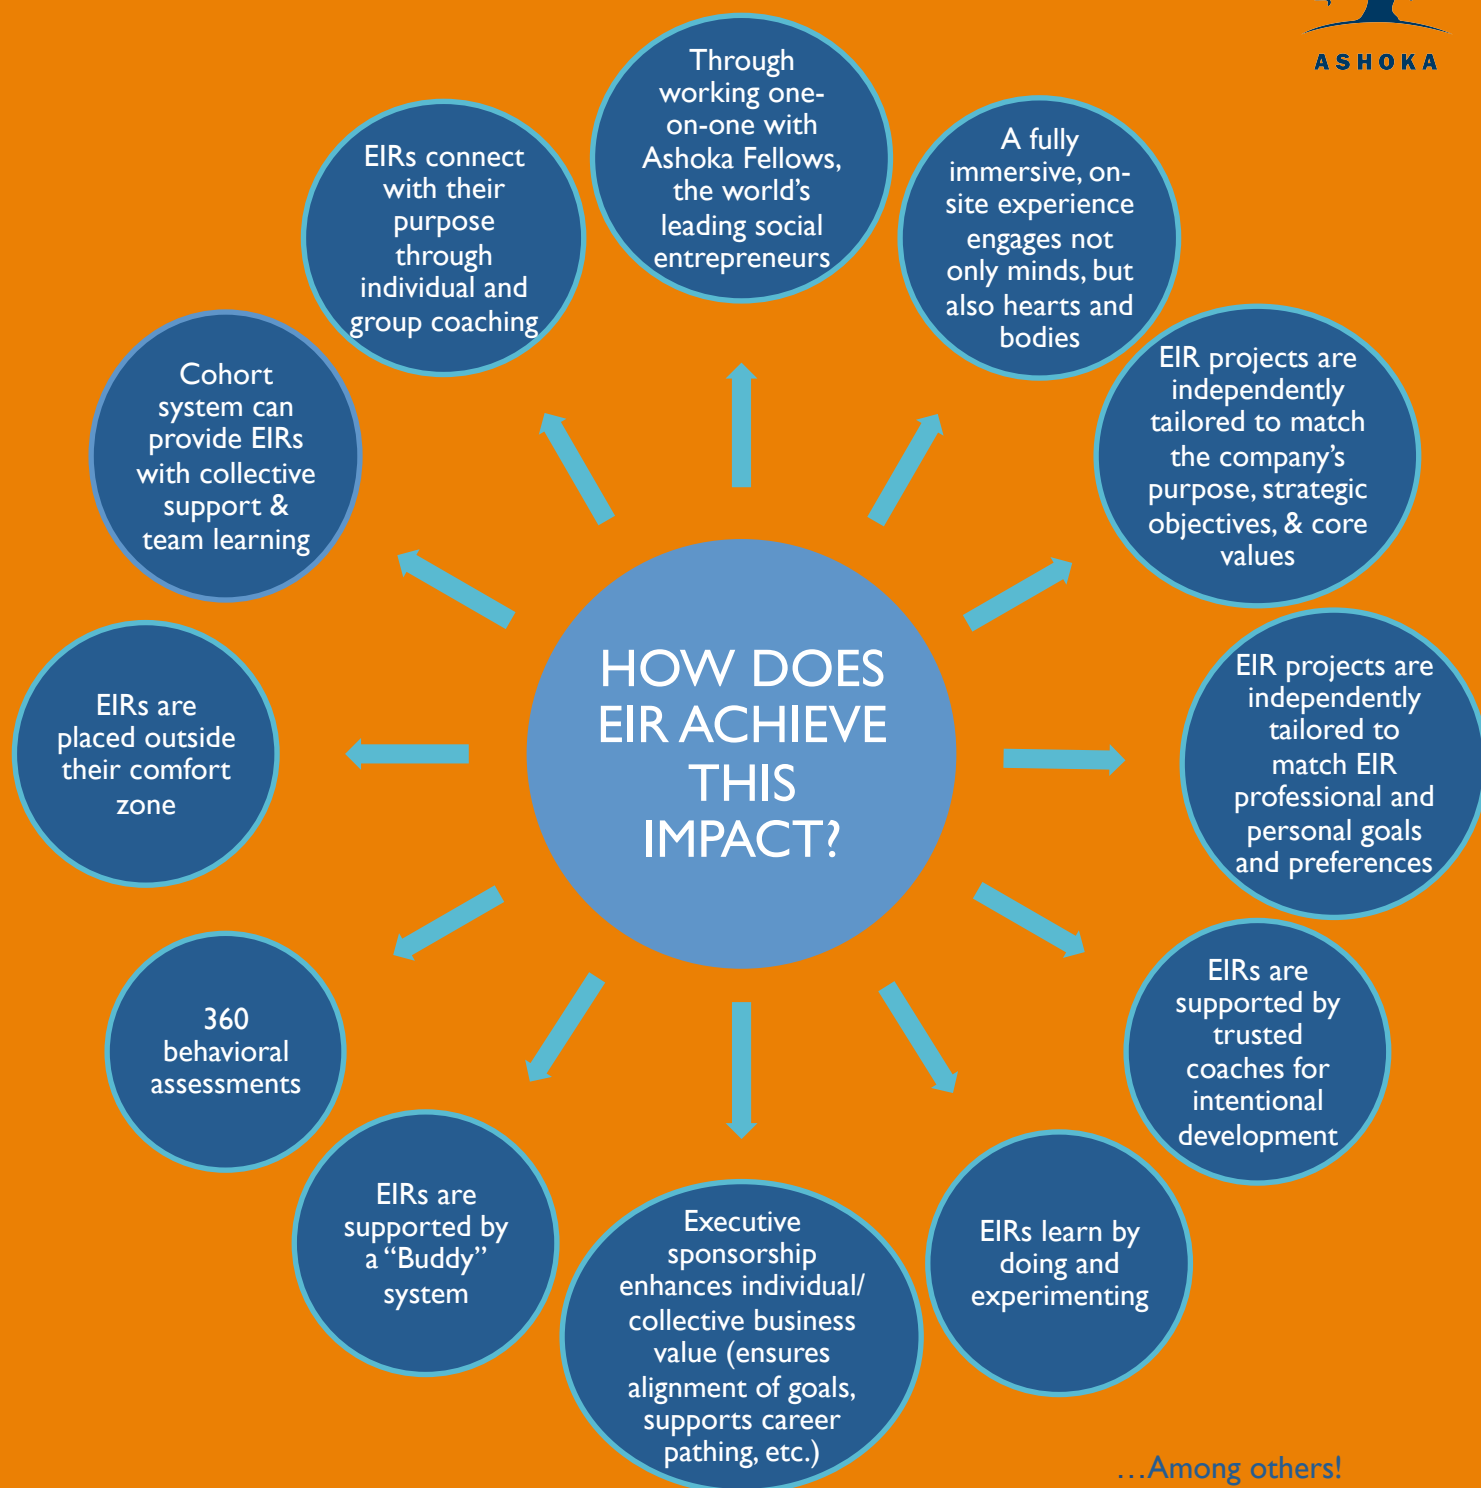 ASHOKA
Through
working one-
on-one with
Ashoka Fellows,
the world’s
leading social
entrepreneurs
A fully
immersive, on-
site experience
engages not
only minds, but
also hearts and
bodies
EIR projects are
independently
tailored to match
the company’s
purpose, strategic
objectives, & core
values
EIR projects are
independently
tailored to
match EIR
professional and
personal goals
and preferences
EIRs are
supported by
trusted
coaches for
intentional
development
EIRs learn by
doing and
experimenting
Executive
sponsorship
enhances individual/
collective business
value (ensures
alignment of goals,
supports career
pathing, etc.)
EIRs are
supported by
a “Buddy”
system
360
behavioral
assessments
EIRs are
placed outside
their comfort
zone
Cohort
system can
provide EIRs
with collective
support &
team learning
EIRs connect
with their
purpose
through
individual and
group coaching
HOW DOES
EIR ACHIEVE
THIS
IMPACT?
…Among others!